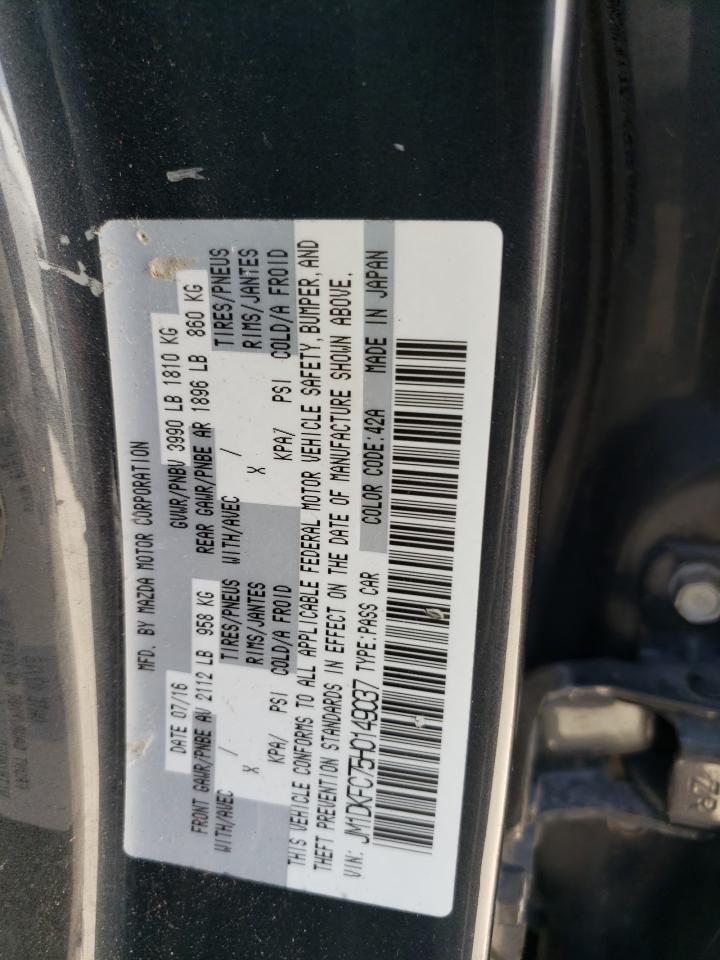 MFD. BY MAZDA MOTOR CORPORATION
DATE 07/16 GVWR/PNBV 3990 LB 1810 KG
FRONT GAWR/PNBE AV 2112 LB 958 KG REAR GAWR/PNBE AR 1896 LB 860 KG
WITH/AVEC / TIRES/PNEUS WITH/AVEC / TIRES/PNEUS
X RIMS/JANTES X RIMS/JANTES
KPA/ PSI COLD/A FROID KPA/ PSI COLD/A FROID
THIS VEHICLE CONFORMS TO ALL APPLICABLE FEDERAL MOTOR VEHICLE SAFETY, BUMPER, AND
THEFT PREVENTION STANDARDS IN EFFECT ON THE DATE OF MANUFACTURE SHOWN ABOVE.
VIN: JM1DKFC75H0149037 TYPE:PASS CAR COLOR CODE:42A MADE IN JAPAN